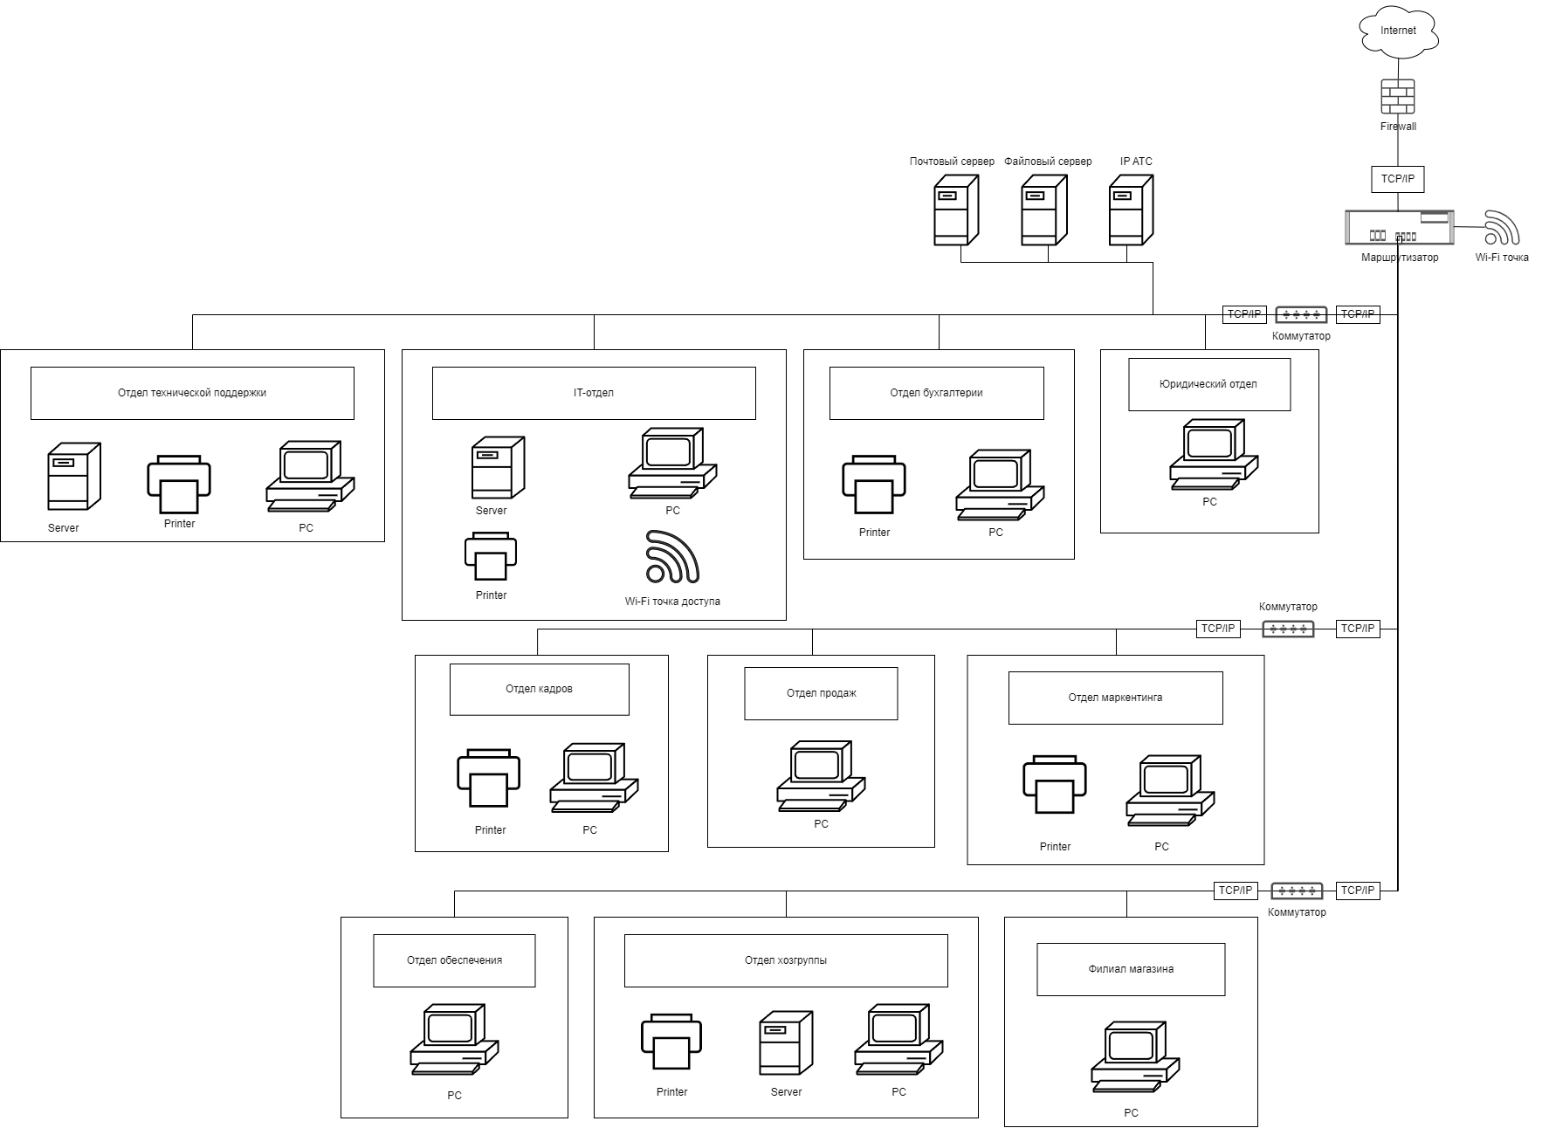 Internet
Firewall
TCP/IP
Маршрутизатор
Wi-Fi точка
Почтовый сервер
Файловый сервер
IP АТС
TCP/IP
TCP/IP
Коммутатор
Отдел технической поддержки
Server
Printer
PC
IT-отдел
Server
PC
Printer
Wi-Fi точка доступа
Отдел бухгалтерии
Printer
PC
Юридический отдел
PC
Коммутатор
TCP/IP
TCP/IP
Отдел кадров
Printer
PC
Отдел продаж
PC
Отдел маркентинга
Printer
PC
TCP/IP
TCP/IP
Коммутатор
Отдел обеспечения
PC
Отдел хозгруппы
Printer
Server
PC
Филиал магазина
PC